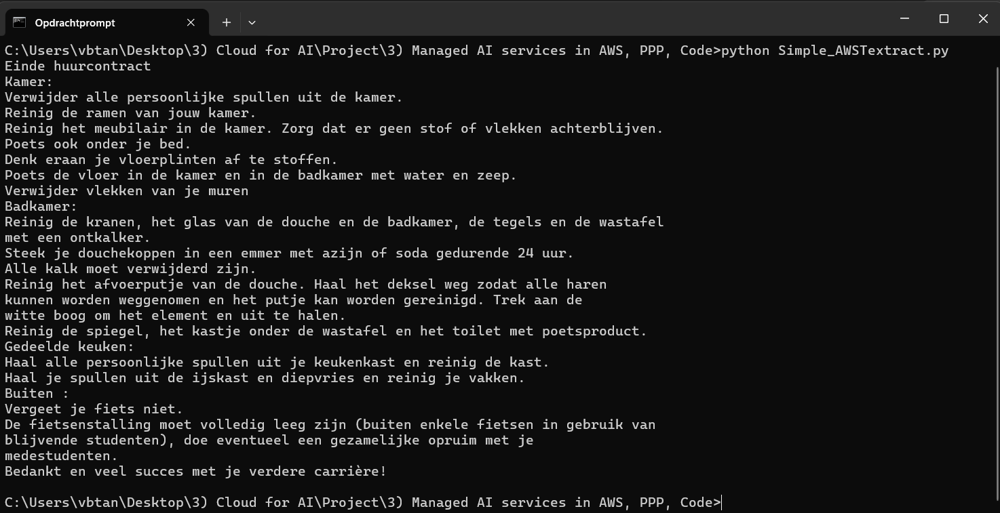 Opdrachtprompt
C:\Users\vbtan\Desktop\3) Cloud for AI\Project\3) Managed AI services in AWS, PPP, Code>python Simple_AWSTextract.py
Einde huurcontract
Kamer:
Verwijder alle persoonlijke spullen uit de kamer.
Reinig de ramen van jouw kamer.
Reinig het meubilair in de kamer. Zorg dat er geen stof of vlekken achterblijven.
Poets ook onder je bed.
Denk eraan je vloerplinten af te stoffen.
Poets de vloer in de kamer en in de badkamer met water en zeep.
Verwijder vlekken van je muren
Badkamer:
Reinig de kranen, het glas van de douche en de badkamer, de tegels en de wastafel
met een ontkalker.
Steek je douchekoppen in een emmer met azijn of soda gedurende 24 uur.
Alle kalk moet verwijderd zijn.
Reinig het afvoerputje van de douche. Haal het deksel weg zodat alle haren
kunnen worden weggenomen en het putje kan worden gereinigd. Trek aan de
witte boog om het element en uit te halen.
Reinig de spiegel, het kastje onder de wastafel en het toilet met poetsproduct.
Gedeelde keuken:
Haal alle persoonlijke spullen uit je keukenkast en reinig de kast.
Haal je spullen uit de ijskast en diepvries en reinig je vakken.
Buiten :
Vergeet je fiets niet.
De fietsenstalling moet volledig leeg zijn (buiten enkele fietsen in gebruik van
blijvende studenten), doe eventueel een gezamelijke opruim met je
medestudenten.
Bedankt en veel succes met je verdere carrière!
C:\Users\vbtan\Desktop\3) Cloud for AI\Project\3) Managed AI services in AWS, PPP, Code>